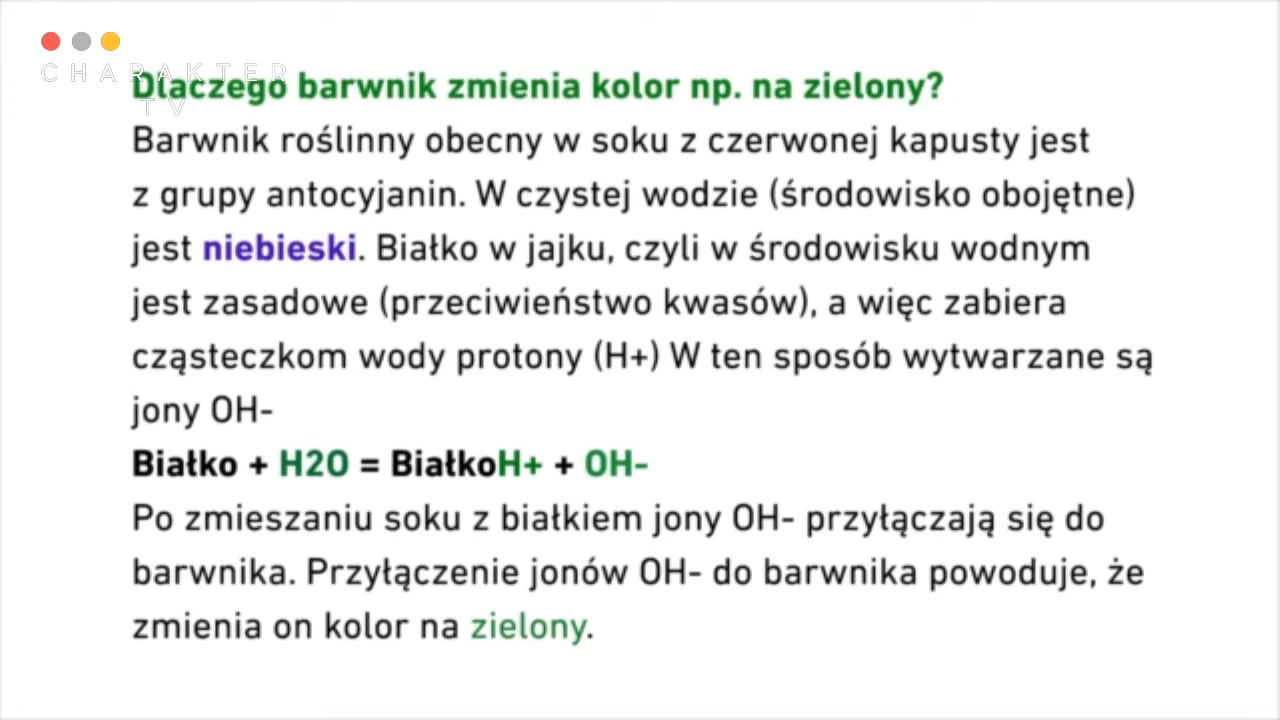 CHARAKTER
TV
Dlaczego barwnik zmienia kolor np. na zielony?
Barwnik roślinny obecny w soku z czerwonej kapusty jest
z grupy antocyjanin. W czystej wodzie (środowisko obojętne)
jest niebieski. Białko w jajku, czyli w środowisku wodnym
jest zasadowe (przeciwieństwo kwasów), a więc zabiera
cząsteczkom wody protony (H+) W ten sposób wytwarzane są
jony OH-
Białko + H2O = BiałkoH+ + OH-
Po zmieszaniu soku z białkiem jony OH- przyłączają się do
barwnika. Przyłączenie jonów OH- do barwnika powoduje, że
zmienia on kolor na zielony.